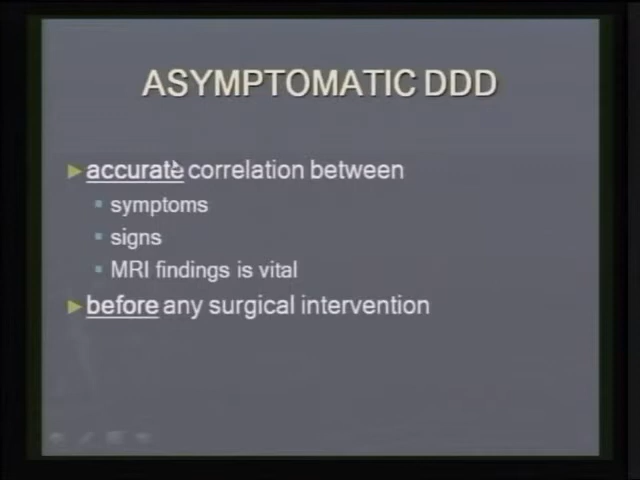 ASYMPTOMATIC DDD
accurate correlation between
symptoms
signs
MRI findings is vital
before any surgical intervention